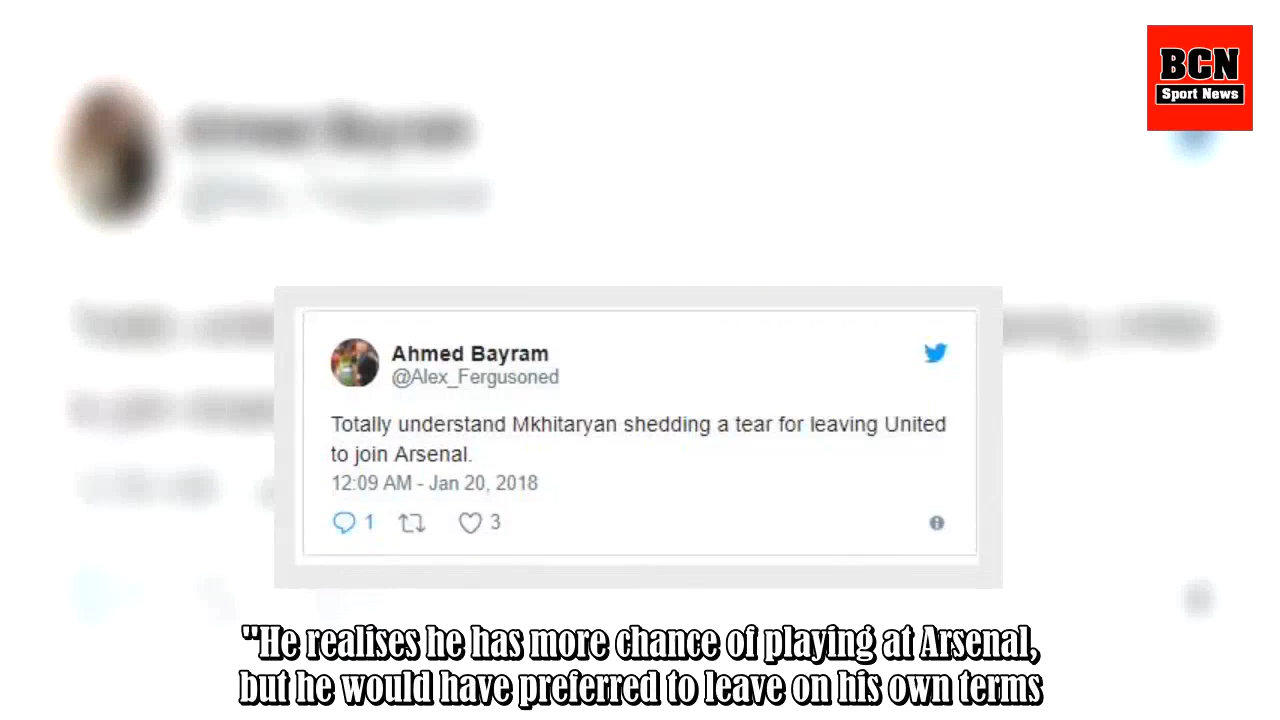 BCN
Sport News
Ahmed Bayram
@Alex_Fergusoned
Totally understand Mkhitaryan shedding a tear for leaving United
to join Arsenal.
12:09 AM - Jan 20, 2018
1 3
"He realises he has more chance of playing at Arsenal,
but he would have preferred to leave on his own terms